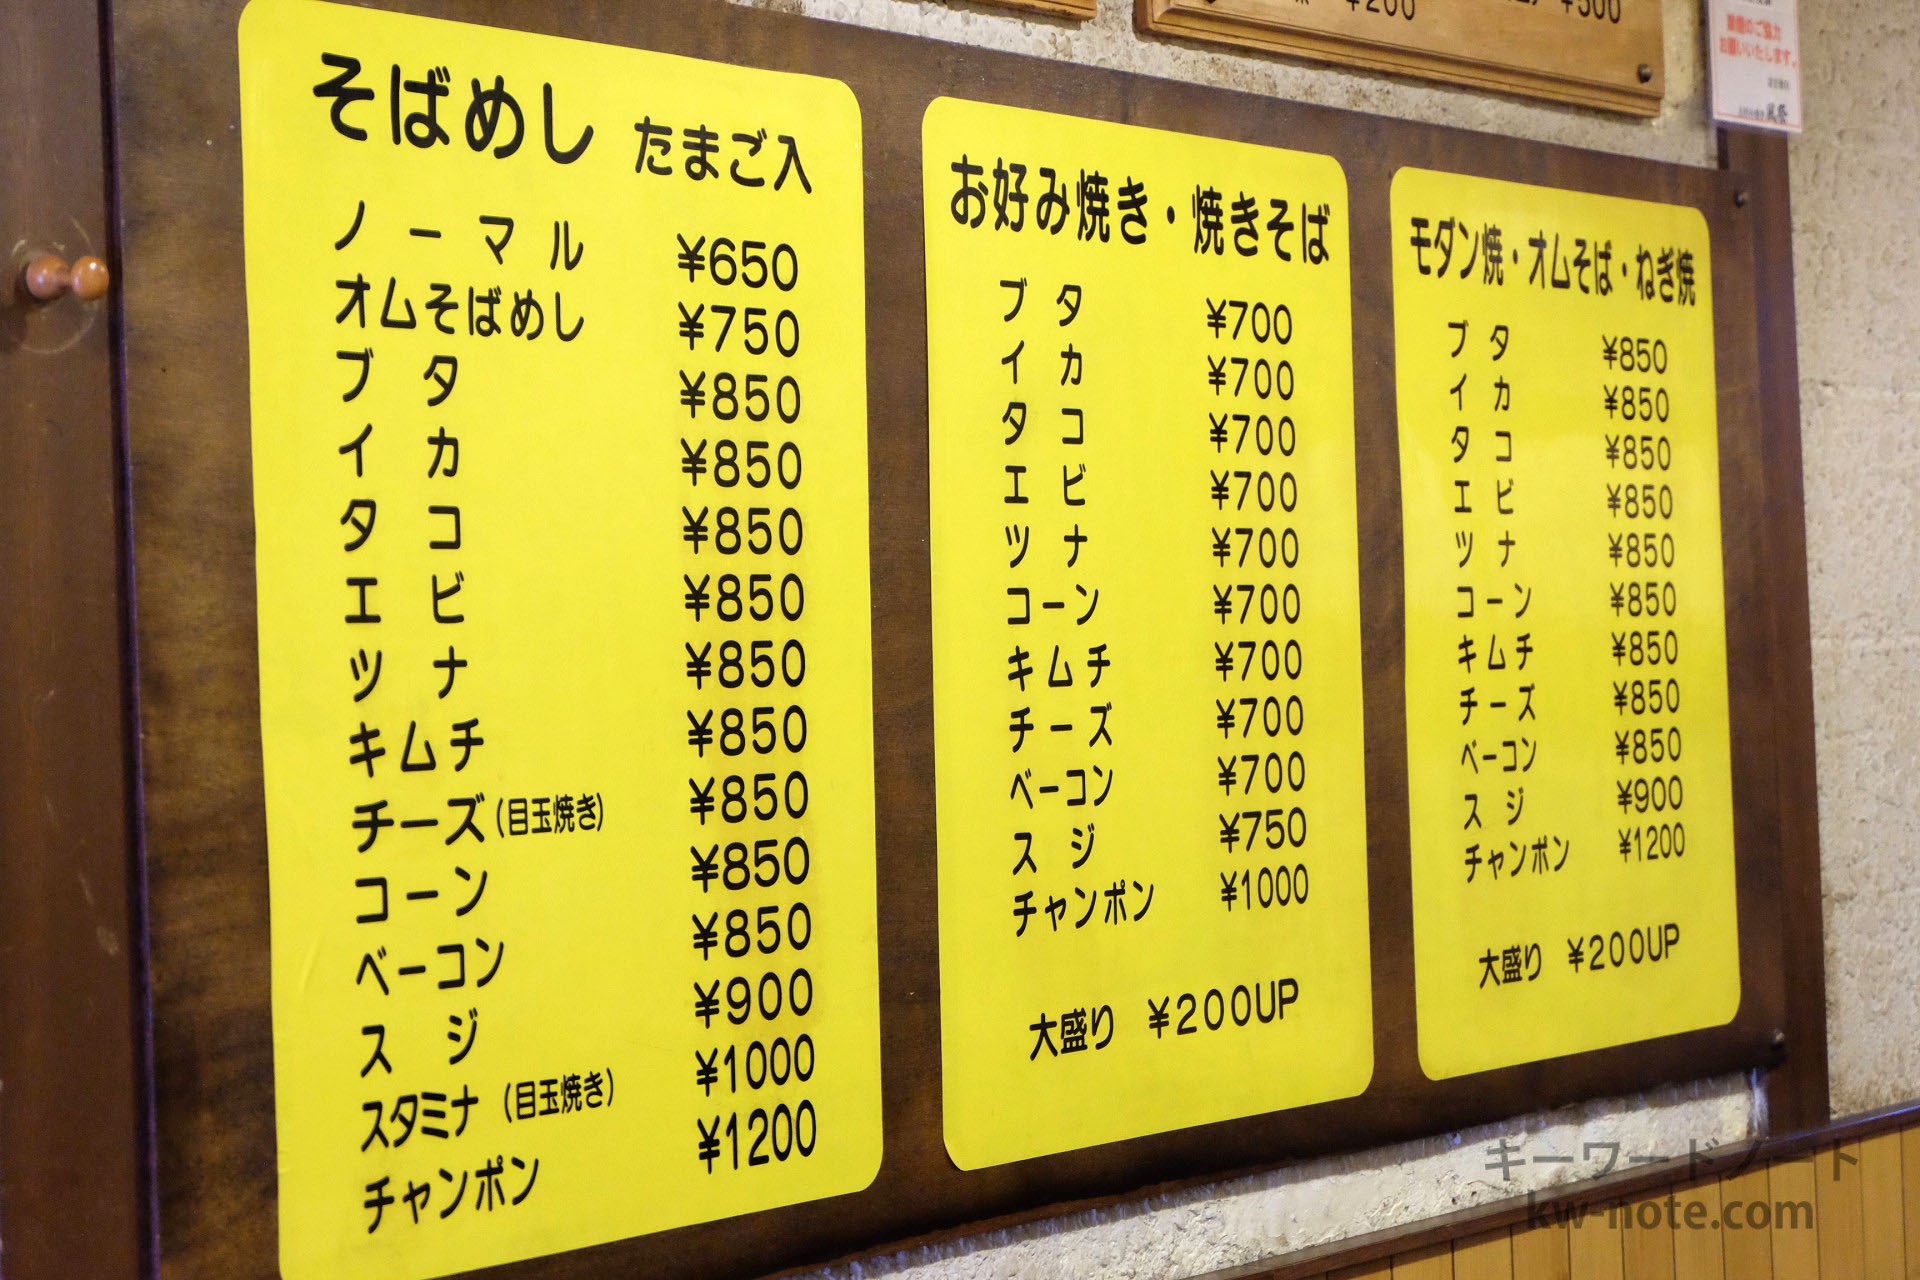 ¥200
¥500
お願いいたします。
そばめし たまご入
ノーマル ¥650
オムそばめし ¥750
ブタ ¥850
イカ ¥850
タコ ¥850
エビ ¥850
ツナ ¥850
キムチ ¥850
チーズ(目玉焼き) ¥850
コーン ¥850
ベーコン ¥850
スジ ¥900
スタミナ(目玉焼き) ¥1000
チャンポン ¥1200
お好み焼き・焼きそば
ブタ ¥700
イカ ¥700
タコ ¥700
エビ ¥700
ツナ ¥700
コーン ¥700
キムチ ¥700
チーズ ¥700
ベーコン ¥700
スジ ¥750
チャンポン ¥1000
大盛り ¥200UP
モダン焼・オムそば・ねぎ焼
ブタ ¥850
イカ ¥850
タコ ¥850
エビ ¥850
ツナ ¥850
コーン ¥850
キムチ ¥850
チーズ ¥850
ベーコン ¥850
スジ ¥900
チャンポン ¥1200
大盛り ¥200UP
キーワードノート
kw-note.com